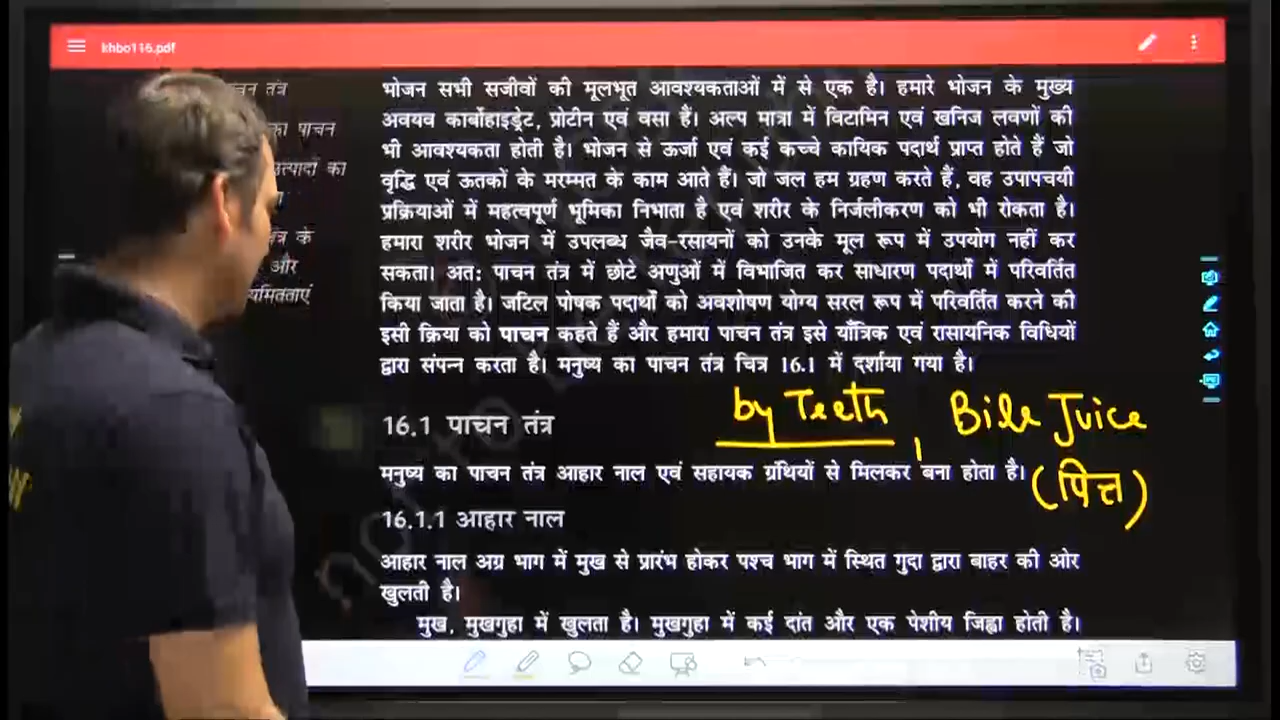 khbo116.pdf
तंत्र
का पाचन
उत्पादों का
तंत्र के
और
भोजन सभी सजीवों की मूलभूत आवश्यकताओं में से एक है। हमारे भोजन के मुख्य
अवयव कार्बोहाइड्रेट, प्रोटीन एवं वसा हैं। अल्प मात्रा में विटामिन एवं खनिज लवणों की
भी आवश्यकता होती है। भोजन से ऊर्जा एवं कई कच्चे कायिक पदार्थ प्राप्त होते हैं जो
वृद्धि एवं ऊतकों के मरम्मत के काम आते हैं। जो जल हम ग्रहण करते हैं, वह उपापचयी
प्रक्रियाओं में महत्वपूर्ण भूमिका निभाता है एवं शरीर के निर्जलीकरण को भी रोकता है।
हमारा शरीर भोजन में उपलब्ध जैव-रसायनों को उनके मूल रूप में उपयोग नहीं कर
सकता। अतः पाचन तंत्र में छोटे अणुओं में विभाजित कर साधारण पदार्थों में परिवर्तित
किया जाता है। जटिल पोषक पदार्थों को अवशोषण योग्य सरल रूप में परिवर्तित करने की
इसी क्रिया को पाचन कहते हैं और हमारा पाचन तंत्र इसे याँत्रिक एवं रासायनिक विधियों
द्वारा संपन्न करता है। मनुष्य का पाचन तंत्र चित्र 16.1 में दर्शाया गया है।
by Teeth , Bile Juice
16.1 पाचन तंत्र
मनुष्य का पाचन तंत्र आहार नाल एवं सहायक ग्रंथियों से मिलकर बना होता है।
(पित्त)
16.1.1 आहार नाल
आहार नाल अग्र भाग में मुख से प्रारंभ होकर पश्च भाग में स्थित गुदा द्वारा बाहर की ओर
खुलती है।
मुख, मुखगुहा में खुलता है। मुखगुहा में कई दांत और एक पेशीय जिह्वा होती है।